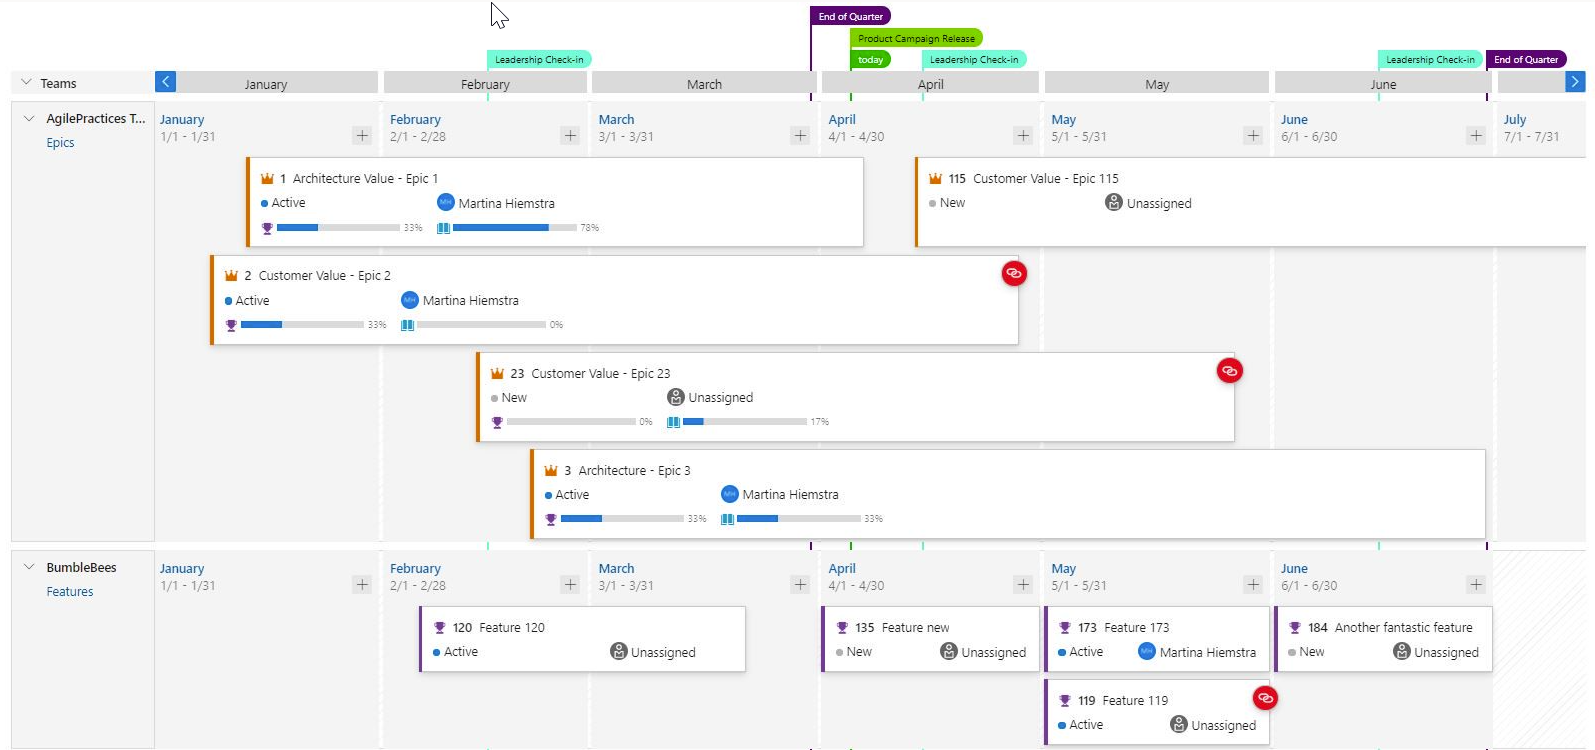 End of Quarter
Product Campaign Release
Leadership Check-in
today
Leadership Check-in
Leadership Check-in
End of Quarter
Teams
January
February
March
April
May
June
AgilePractices T...
Epics
January
1/1 - 1/31
February
2/1 - 2/28
March
3/1 - 3/31
April
4/1 - 4/30
May
5/1 - 5/31
June
6/1 - 6/30
July
7/1 - 7/31
1 Architecture Value - Epic 1
Active
MH Martina Hiemstra
33%
78%
115 Customer Value - Epic 115
New
Unassigned
2 Customer Value - Epic 2
Active
MH Martina Hiemstra
33%
0%
23 Customer Value - Epic 23
New
Unassigned
0%
17%
3 Architecture - Epic 3
Active
MH Martina Hiemstra
33%
33%
BumbleBees
Features
January
1/1 - 1/31
February
2/1 - 2/28
March
3/1 - 3/31
April
4/1 - 4/30
May
5/1 - 5/31
June
6/1 - 6/30
120 Feature 120
Active
Unassigned
135 Feature new
New
Unassigned
173 Feature 173
Active
MH Martina Hiemstra
184 Another fantastic feature
New
Unassigned
119 Feature 119
Active
Unassigned